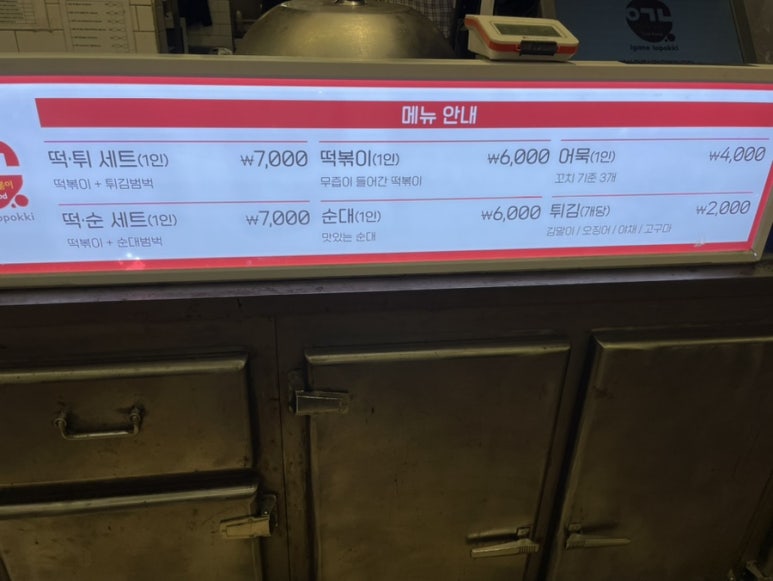 igane topokki
메뉴 안내
떡·튀 세트(1인) ₩7,000
떡볶이 + 튀김범벅
떡볶이(1인) ₩6,000
무즙이 들어간 떡볶이
어묵(1인) ₩4,000
꼬치 기준 3개
떡·순 세트(1인) ₩7,000
떡볶이 + 순대범벅
순대(1인) ₩6,000
맛있는 순대
튀김(개당) ₩2,000
김말이 / 오징어 / 야채 / 고구마
topokki